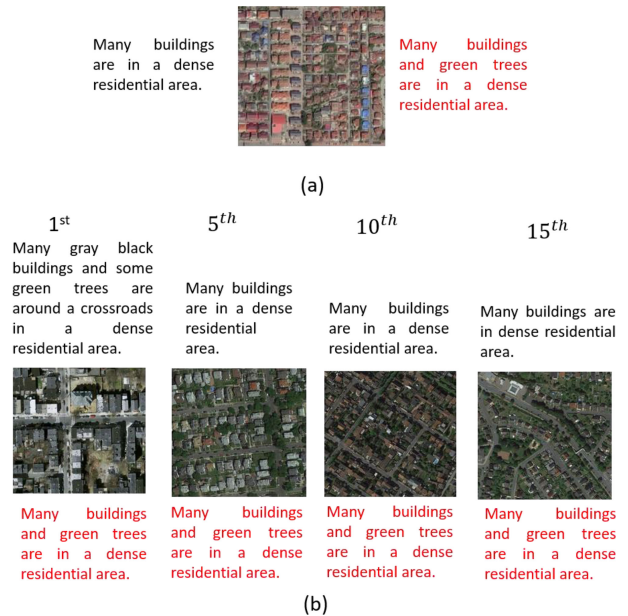 Many buildings
are in a dense
residential area.
Many buildings
and green trees
are in a dense
residential area.
(a)
1st
Many gray black
buildings and some
green trees are
around a crossroads
in a dense
residential area.
5th
Many buildings
are in a dense
residential
area.
10th
Many buildings
are in a dense
residential area.
15th
Many buildings are
in dense residential
area.
Many buildings
and green trees
are in a dense
residential area.
Many buildings
and green trees
are in a dense
residential area.
Many buildings
and green trees
are in a dense
residential area.
Many buildings
and green trees
are in a dense
residential area.
(b)